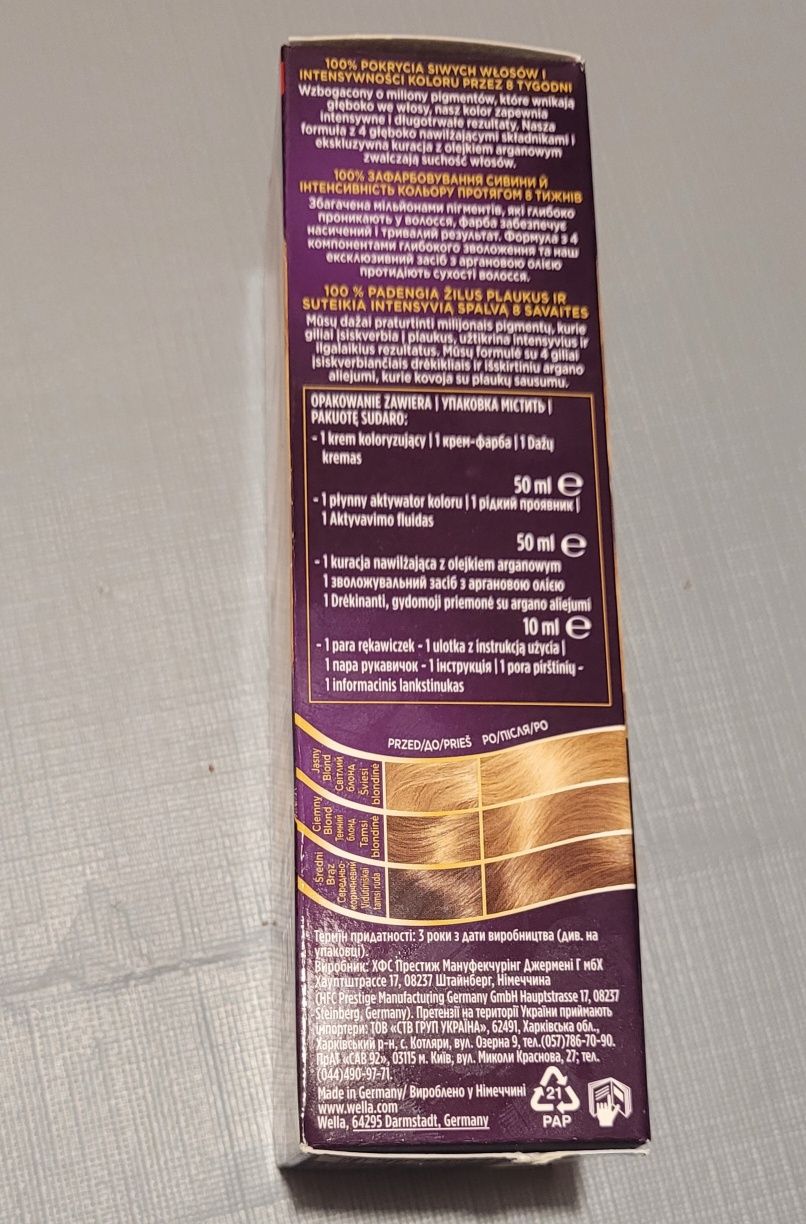 100% POKRYCIA SIWYCH WŁOSÓW I
INTENSYWNOŚCI KOLORU PRZEZ 8 TYGODNI
Wzbogacony o miliony pigmentów, które wnikają
głęboko we włosy, nasz kolor zapewnia
intensywne i długotrwałe rezultaty. Nasza
formuła z 4 głęboko nawilżającymi składnikami i
ekskluzywna kuracja z olejkiem arganowym
zwalczają suchość włosów.
100% ЗАФАРБОВУВАННЯ СИВИНИ Й
ІНТЕНСИВНІСТЬ КОЛЬОРУ ПРОТЯГОМ 8 ТИЖНІВ
Збагачена мільйонами пігментів, які глибоко
проникають у волосся, фарба забезпечує
насичений і тривалий результат. Формула з 4
компонентами глибокого зволоження та наш
ексклюзивний засіб з аргановою олією
протидіють сухості волосся.
100 % PADENGIA ŽILUS PLAUKUS IR
SUTEIKIA INTENSYVIĄ SPALVĄ 8 SAVAITES
Mūsų dažai praturtinti milijonais pigmentų, kurie
giliai įsiskverbia į plaukus, užtikrina intensyvius ir
ilgalaikius rezultatus. Mūsų formulė su 4 giliai
įsiskverbiančiais drėkikliais ir išskirtiniu argano
aliejumi, kurie kovoja su plaukų sausumu.
OPAKOWANIE ZAWIERA | УПАКОВКА МІСТИТЬ |
PAKUOTĘ SUDARO:
- 1 krem koloryzujący | 1 крем-фарба | 1 Dažų
kremas
50 ml ℮
- 1 płynny aktywator koloru | 1 рідкий проявник |
1 Aktyvavimo fluidas
50 ml ℮
- 1 kuracja nawilżająca z olejkiem arganowym
1 зволожувальний засіб з аргановою олією
1 Drėkinanti, gydomoji priemonė su argano aliejumi
10 ml ℮
- 1 para rękawiczek - 1 ulotka z instrukcją użycia |
1 пара рукавичок - 1 інструкція | 1 pora pirštinių -
1 informacinis lankstinukas
PRZED/ДО/PRIEŠ PO/ПІСЛЯ/PO
Jasny
Blond
Світлий
блонд
Šviesi
blondinė
Ciemny
Blond
Темний
блонд
Tamsi
blondinė
Średni
Brąz
Середньо-
коричневий
Vidutiniškai
tamsi ruda
Термін придатності: 3 роки з дати виробництва (див. на
упаковці).
Виробник: ХФС Престиж Мануфекчурінг Джермені Г мбХ
Хауптштрассе 17, 08237 Штайнберг, Німеччина
(HFC Prestige Manufacturing Germany GmbH Hauptstrasse 17, 08237
Steinberg, Germany). Претензії на території України приймають
імпортери: ТОВ «СТВ ГРУП УКРАЇНА», 62491, Харківська обл.,
Харківський р-н, с. Котляри, вул. Озерна 9, тел.(057)786-70-90.
ПрАТ «САВ 92», 03115 м. Київ, вул. Миколи Краснова, 27; тел.
(044)490-97-71.
Made in Germany/ Вироблено у Німеччині
www.wella.com
Wella, 64295 Darmstadt, Germany
21
PAP